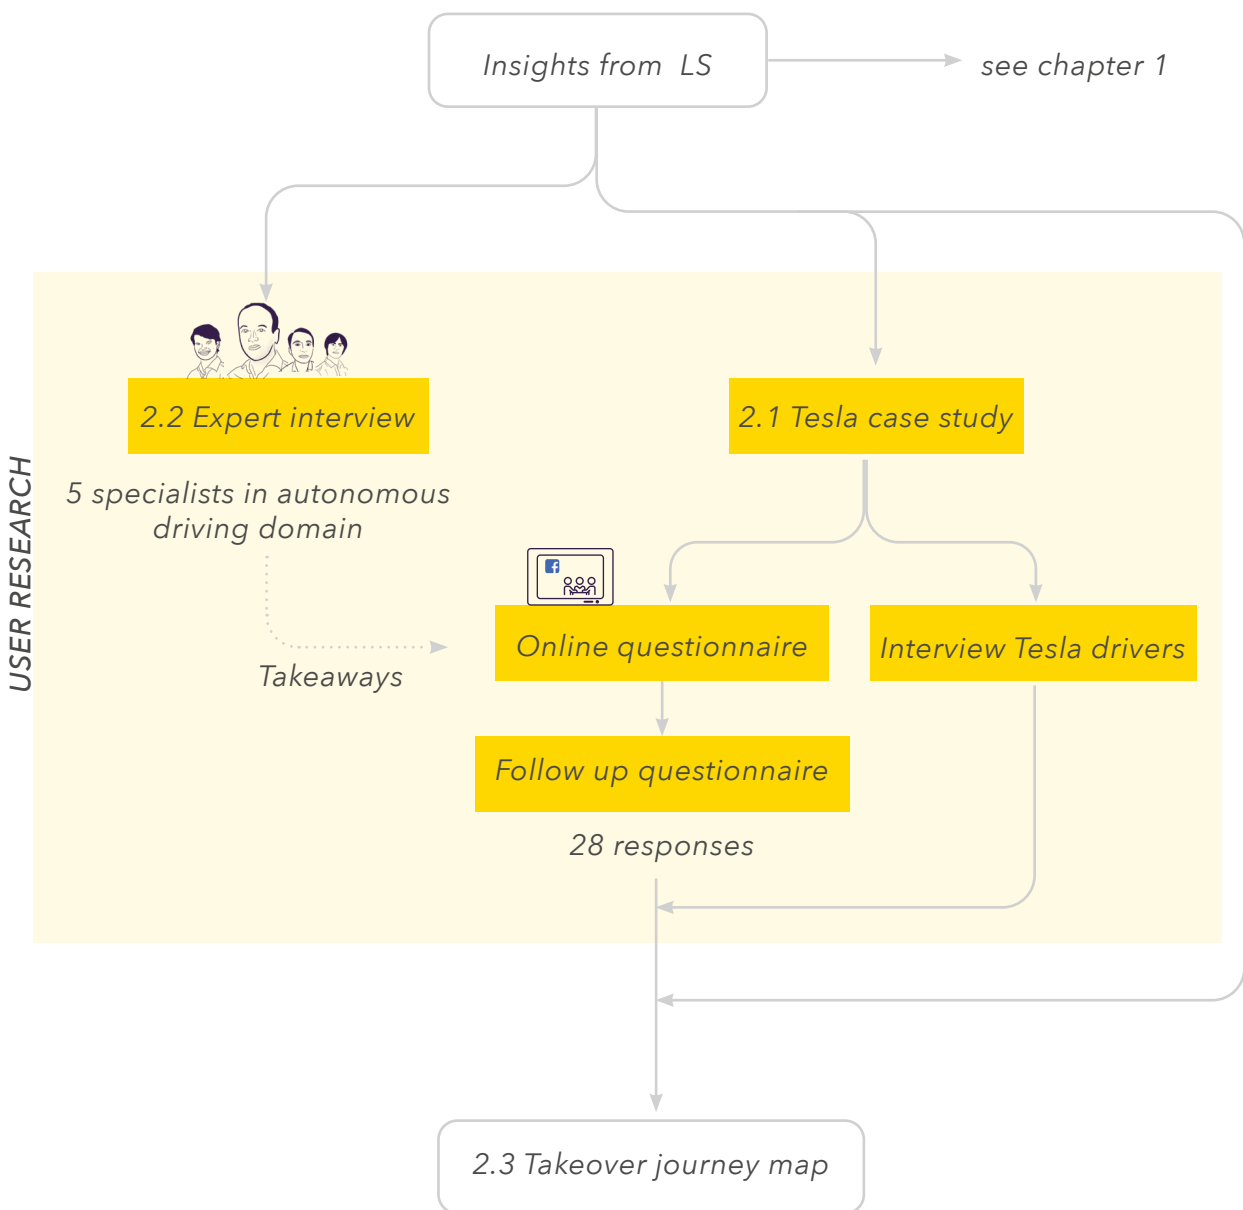 Insights from LS
see chapter 1
USER RESEARCH
2.2 Expert interview
2.1 Tesla case study
5 specialists in autonomous
driving domain
Takeaways
Online questionnaire
Interview Tesla drivers
Follow up questionnaire
28 responses
2.3 Takeover journey map